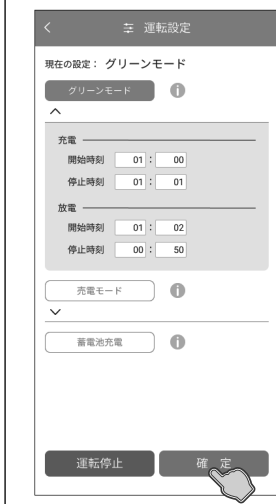 運転設定
現在の設定： グリーンモード
グリーンモード i
充電
開始時刻 01 : 00
停止時刻 01 : 01
放電
開始時刻 01 : 02
停止時刻 00 : 50
売電モード i
蓄電池充電 i
運転停止 確 定